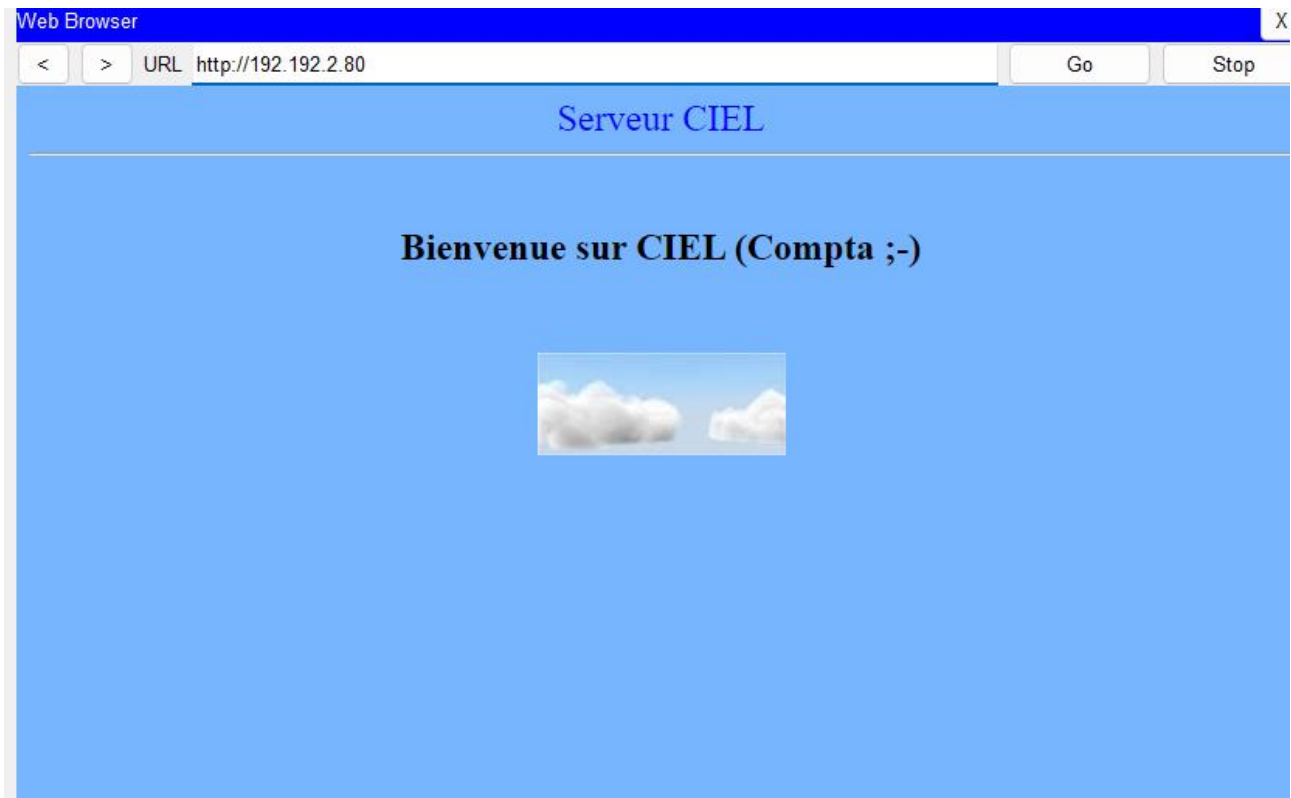 Web Browser X
< > URL http://192.192.2.80 Go Stop
Serveur CIEL
Bienvenue sur CIEL (Compta ;-)